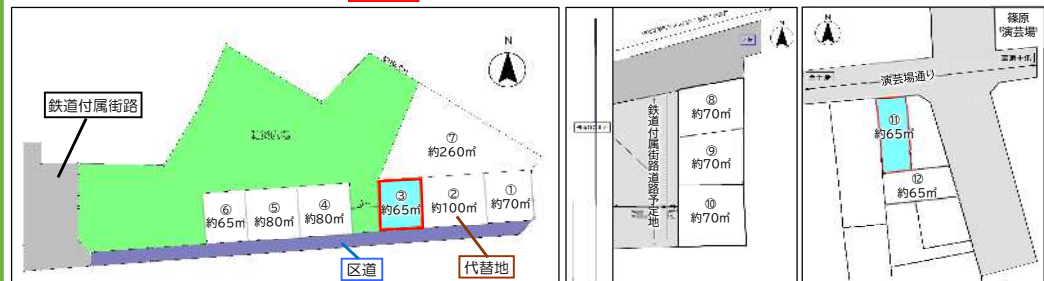 N
鉄道付属街路
⑦
約260㎡
③
約65㎡
②
約100㎡
①
約70㎡
⑥
約65㎡
⑤
約80㎡
④
約80㎡
区道
代替地
N
⑧
約70㎡
⑨
約70㎡
⑩
約70㎡
鉄道付属街路道路予定地
N
篠原
演芸場
演芸場通り
⑪
約65㎡
⑫
約65㎡